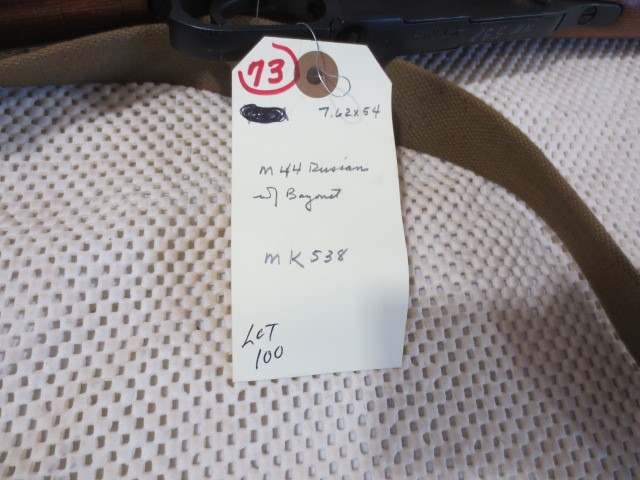 73
7.62x54
M44 Russian
w/ Bayonet
MK538
LOT
100